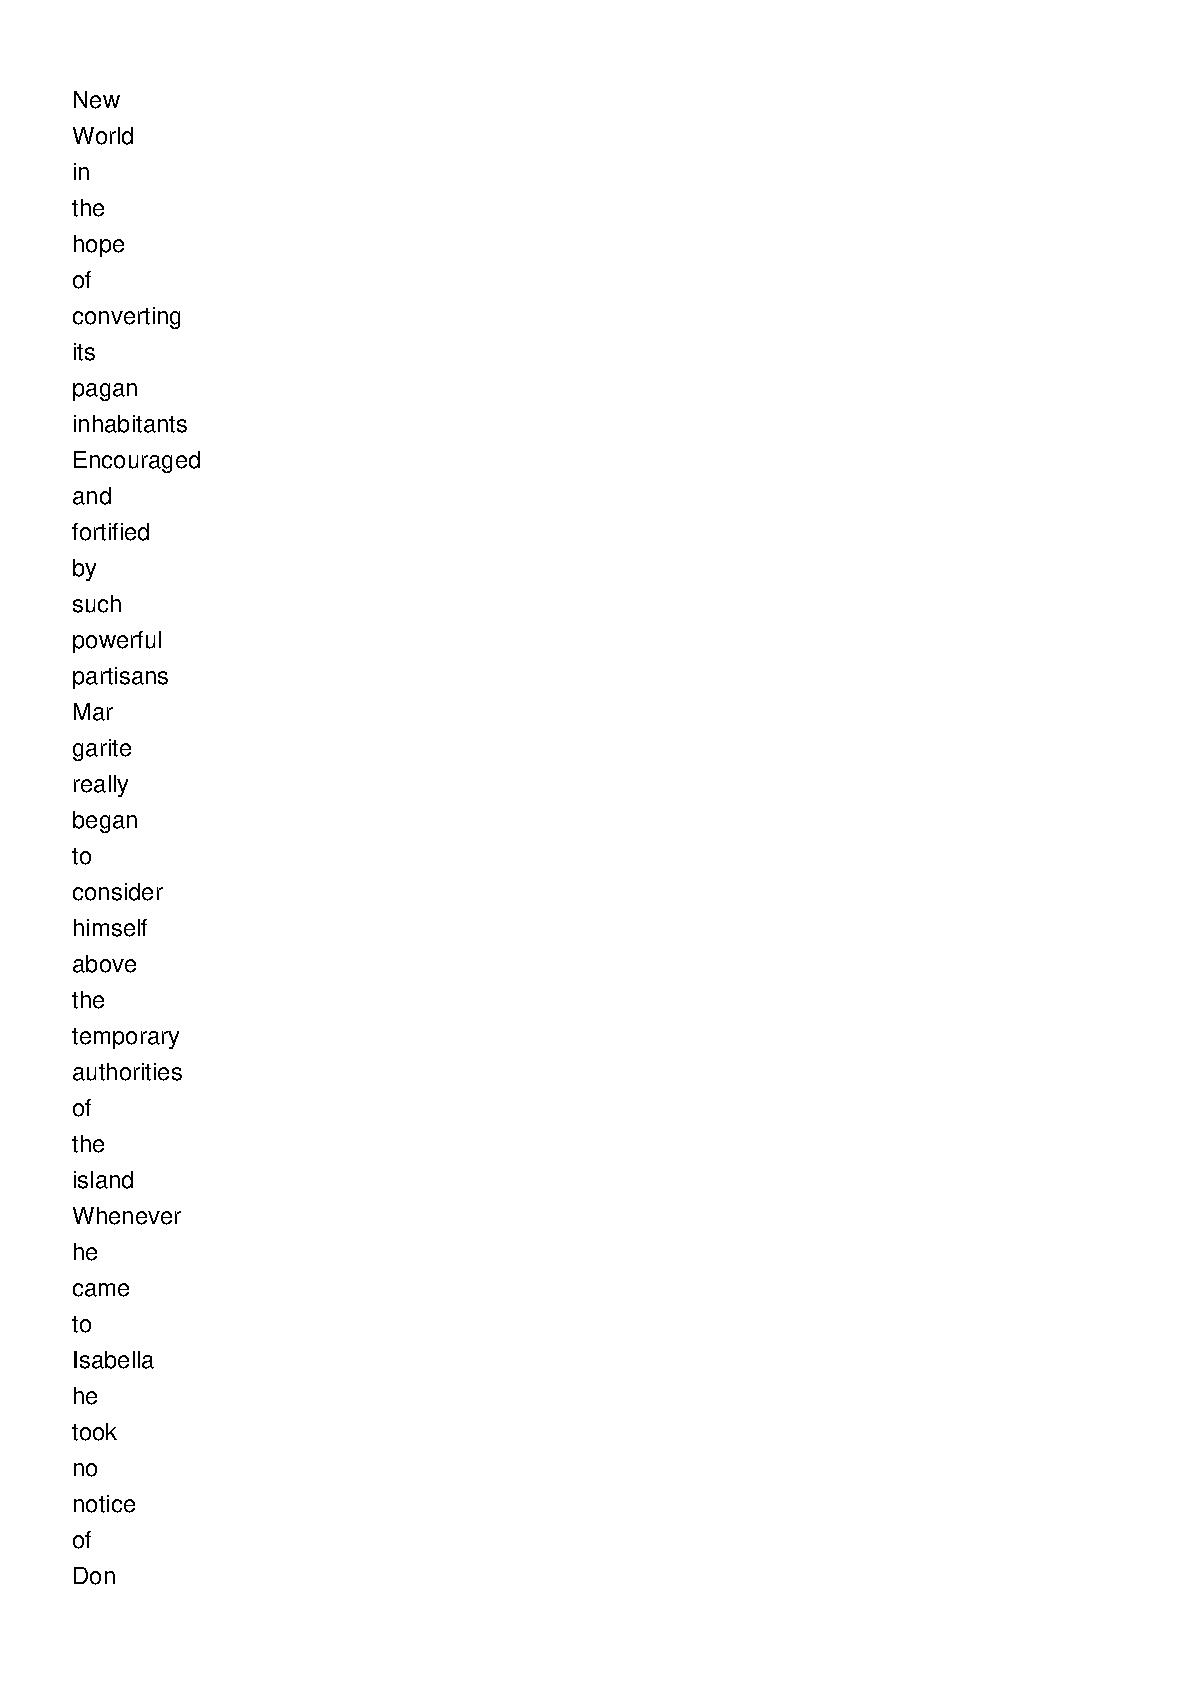 New
World
in
the
hope
of
converting
its
pagan
inhabitants
Encouraged
and
fortified
by
such
powerful
partisans
Mar
garite
really
began
to
consider
himself
above
the
temporary
authorities
of
the
island
Whenever
he
came
to
Isabella
he
took
no
notice
of
Don